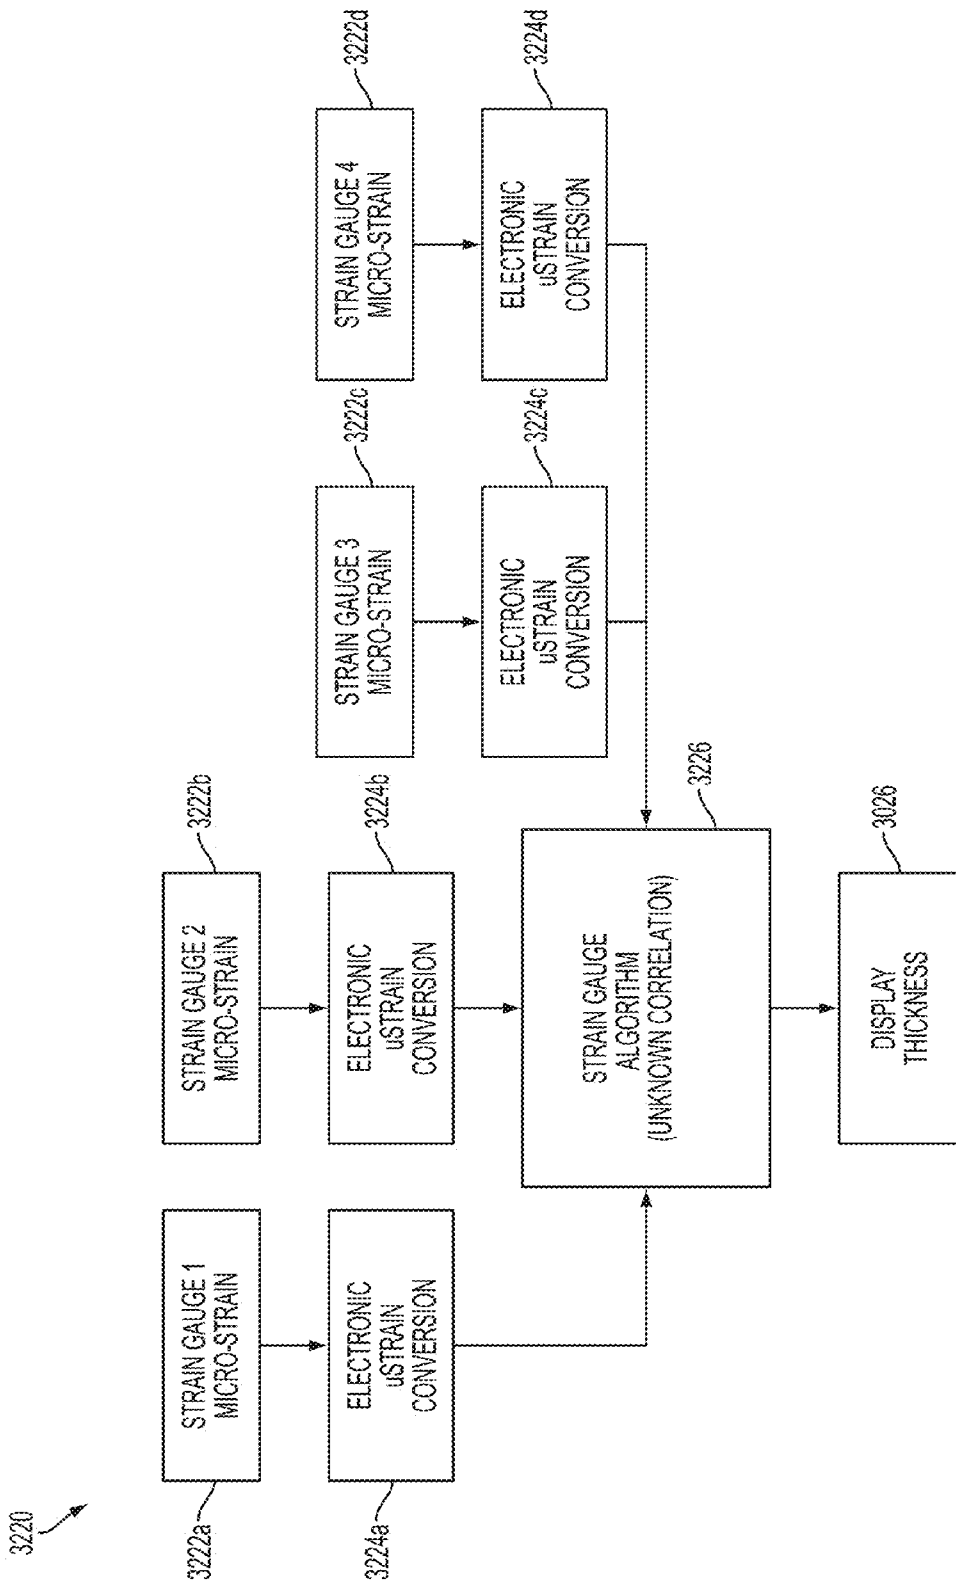 3220
3222a
STRAIN GAUGE 1
MICRO-STRAIN
3224a
ELECTRONIC
uSTRAIN
CONVERSION
3222b
STRAIN GAUGE 2
MICRO-STRAIN
3224b
ELECTRONIC
uSTRAIN
CONVERSION
3222c
STRAIN GAUGE 3
MICRO-STRAIN
3224c
ELECTRONIC
uSTRAIN
CONVERSION
3222d
STRAIN GAUGE 4
MICRO-STRAIN
3224d
ELECTRONIC
uSTRAIN
CONVERSION
3226
STRAIN GAUGE
ALGORITHM
(UNKNOWN CORRELATION)
3026
DISPLAY
THICKNESS